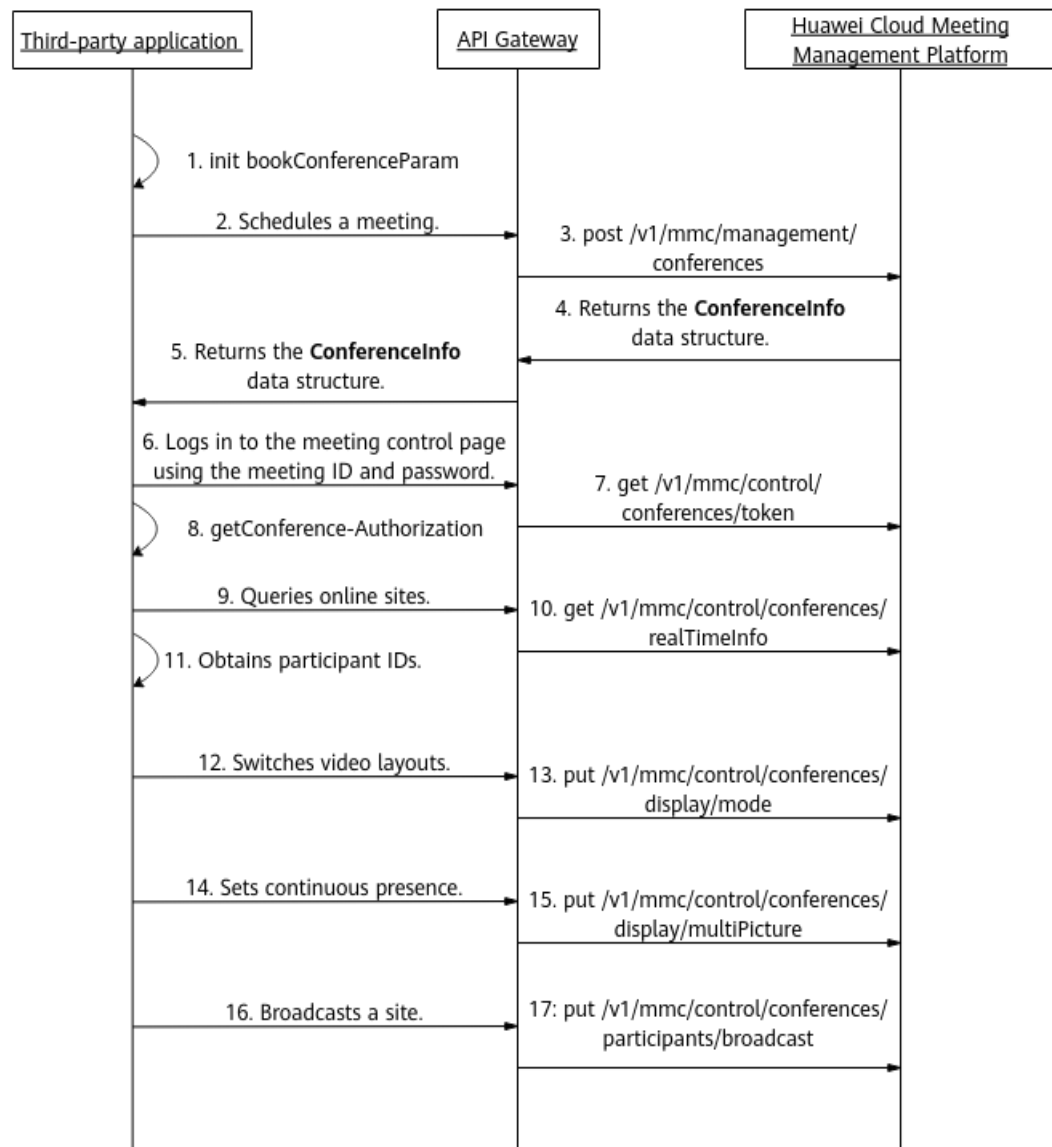 Third-party application
API Gateway
Huawei Cloud Meeting
Management Platform
1. init bookConferenceParam
2. Schedules a meeting.
3. post /v1/mmc/management/
conferences
4. Returns the ConferenceInfo
data structure.
5. Returns the ConferenceInfo
data structure.
6. Logs in to the meeting control page
using the meeting ID and password.
7. get /v1/mmc/control/
conferences/token
8. getConference-Authorization
9. Queries online sites.
10. get /v1/mmc/control/conferences/
realTimeInfo
11. Obtains participant IDs.
12. Switches video layouts.
13. put /v1/mmc/control/conferences/
display/mode
14. Sets continuous presence.
15. put /v1/mmc/control/conferences/
display/multiPicture
16. Broadcasts a site.
17: put /v1/mmc/control/conferences/
participants/broadcast